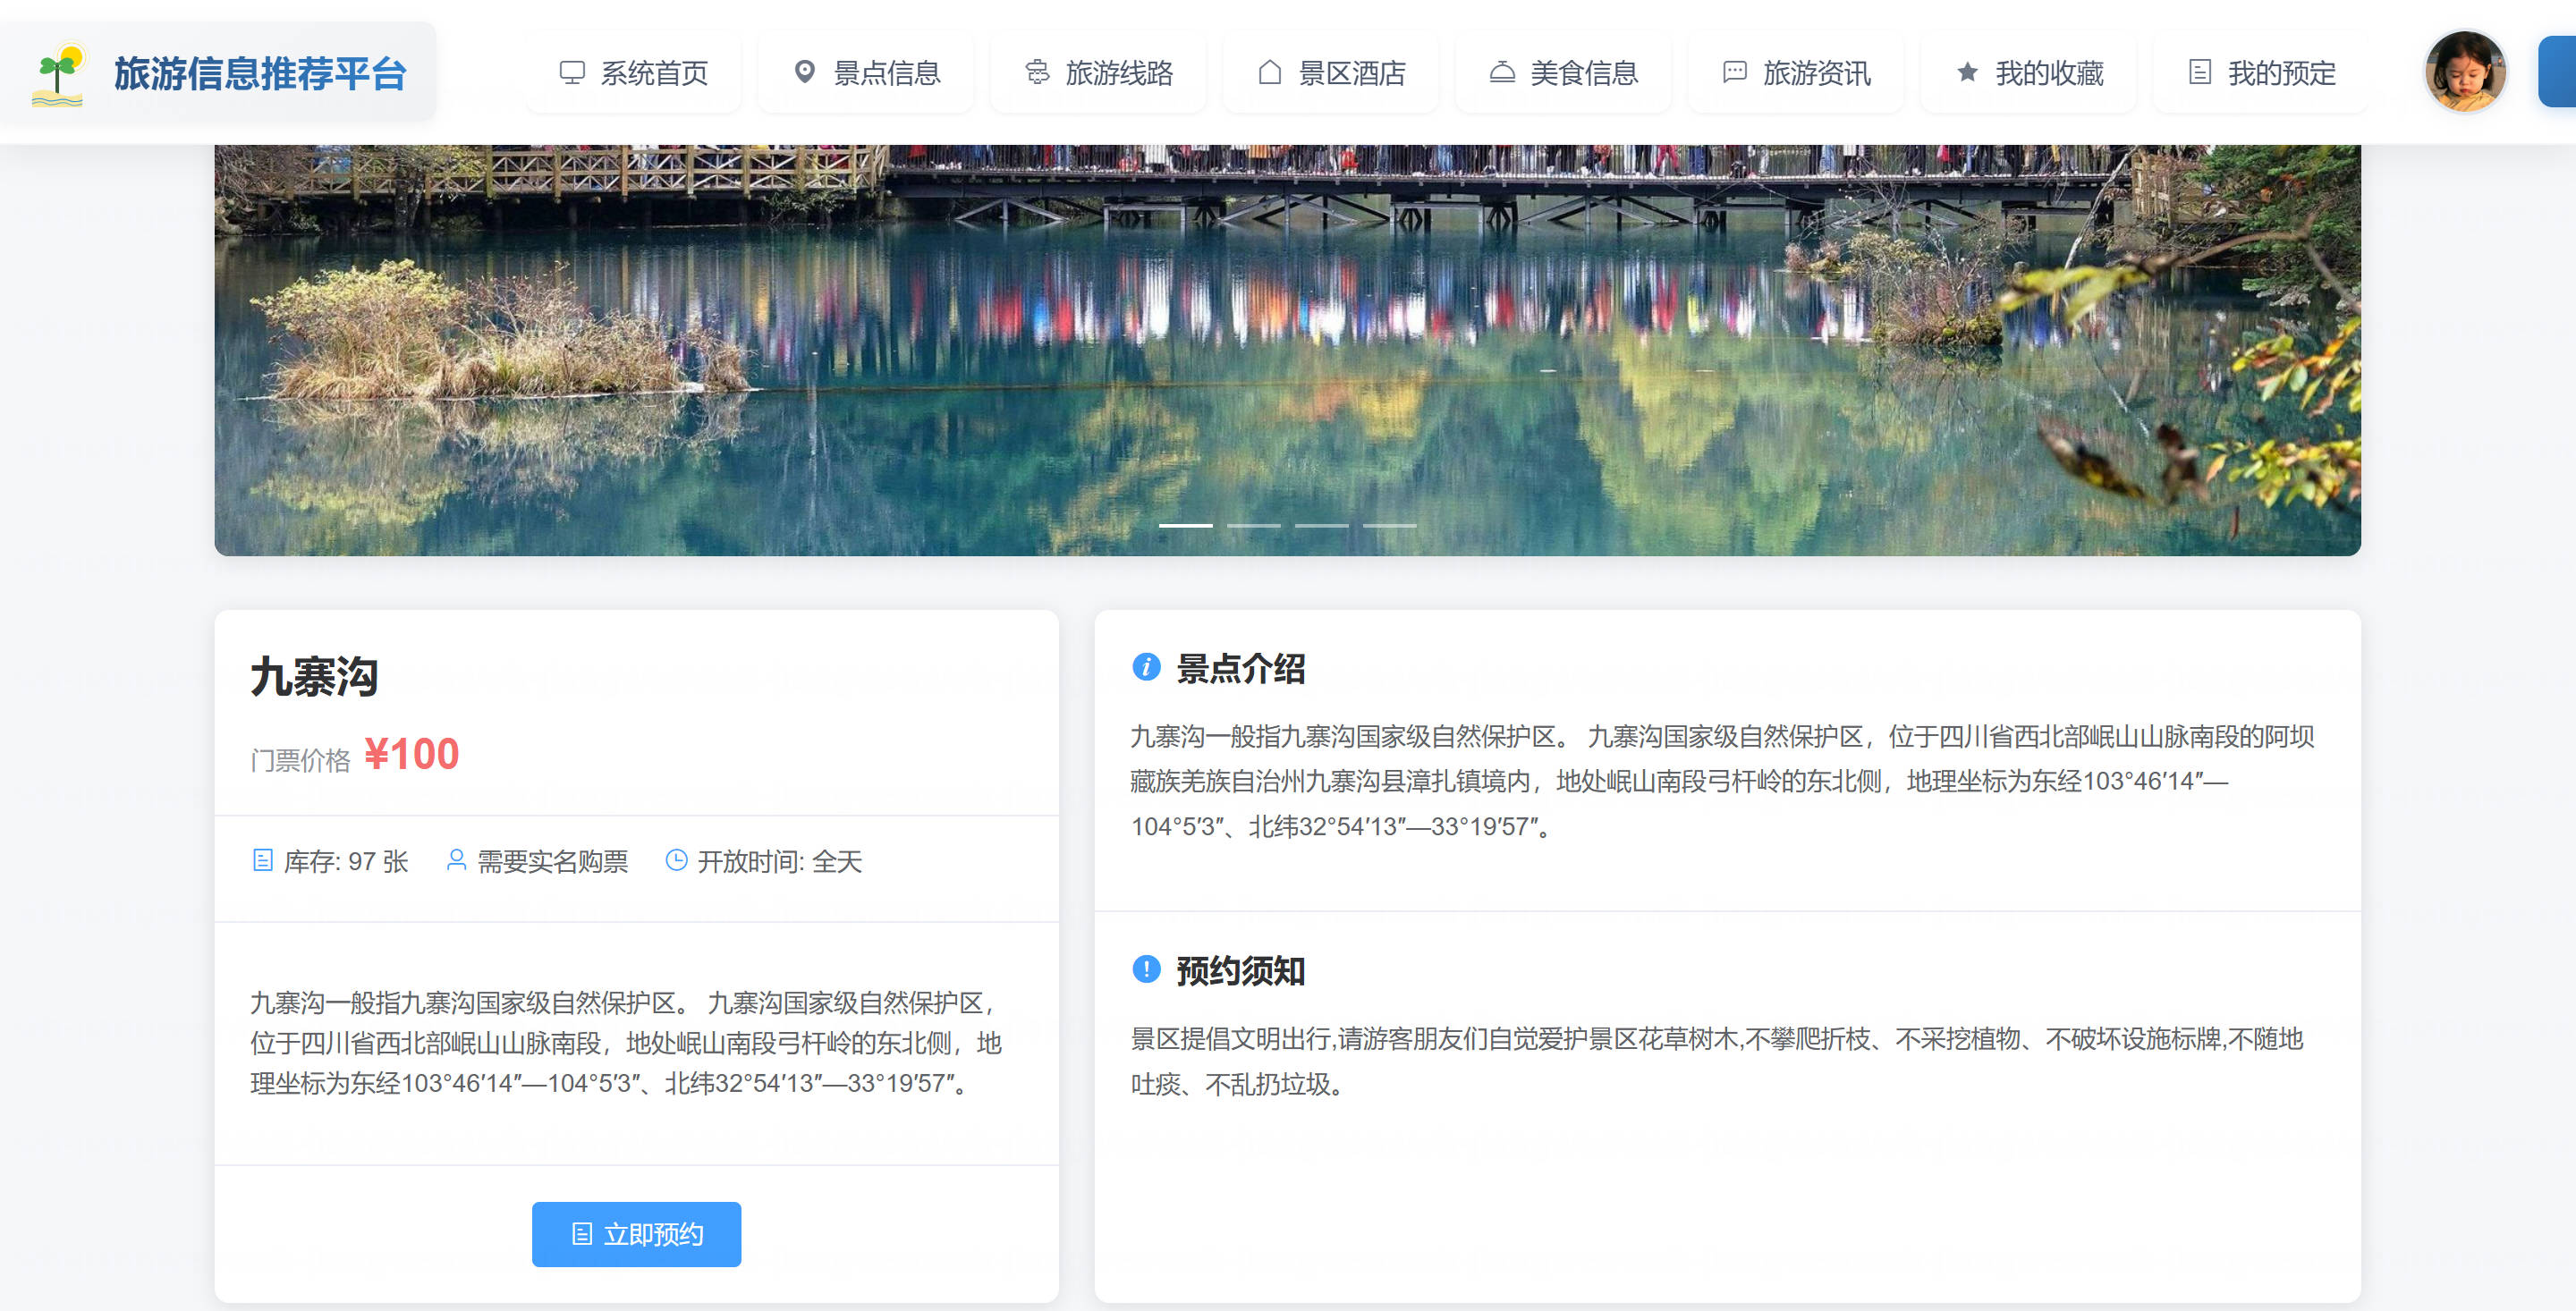 旅游信息推荐平台
系统首页
景点信息
旅游线路
景区酒店
美食信息
旅游资讯
我的收藏
我的预定
九寨沟
门票价格 ¥100
库存: 97 张
需要实名购票
开放时间: 全天
九寨沟一般指九寨沟国家级自然保护区。 九寨沟国家级自然保护区，
位于四川省西北部岷山山脉南段，地处岷山南段弓杆岭的东北侧，地
理坐标为东经103°46′14″—104°5′3″、北纬32°54′13″—33°19′57″。
立即预约
景点介绍
九寨沟一般指九寨沟国家级自然保护区。 九寨沟国家级自然保护区，位于四川省西北部岷山山脉南段的阿坝
藏族羌族自治州九寨沟县漳扎镇境内，地处岷山南段弓杆岭的东北侧，地理坐标为东经103°46′14″—
104°5′3″、北纬32°54′13″—33°19′57″。
预约须知
景区提倡文明出行,请游客朋友们自觉爱护景区花草树木,不攀爬折枝、不采挖植物、不破坏设施标牌,不随地
吐痰、不乱扔垃圾。